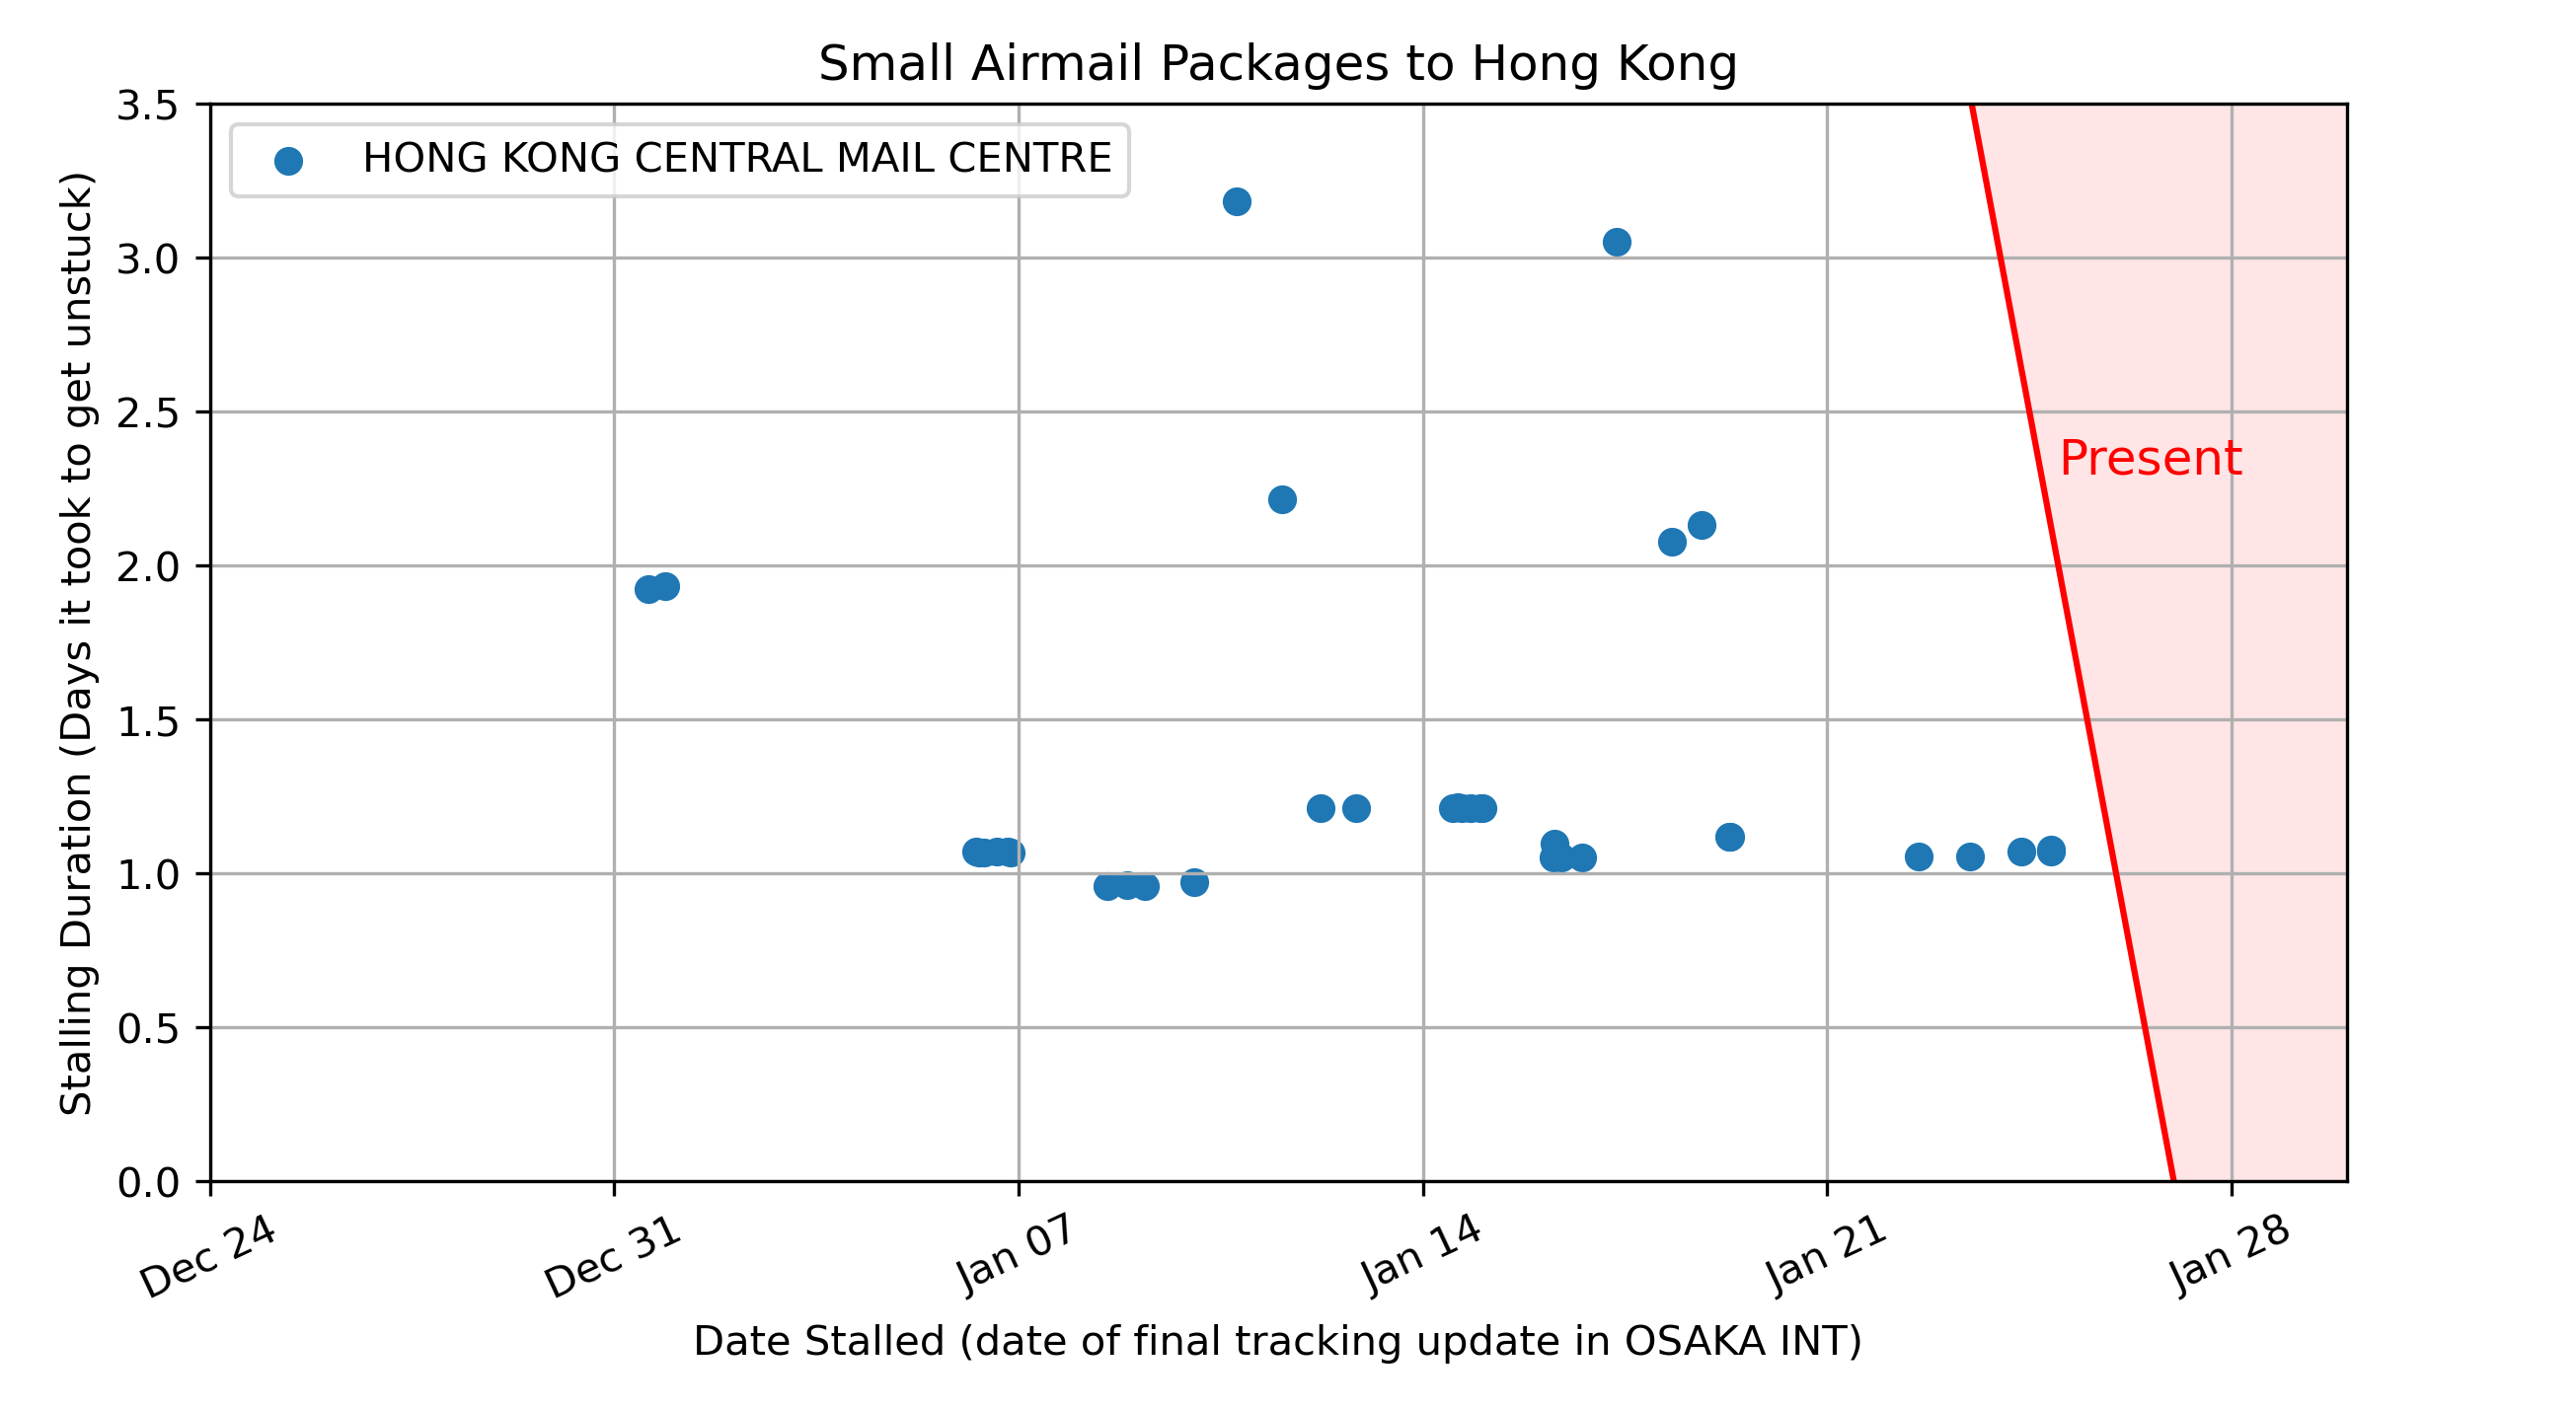 Small Airmail Packages to Hong Kong
HONG KONG CENTRAL MAIL CENTRE
Present
Stalling Duration (Days it took to get unstuck)
3.5
3.0
2.5
2.0
1.5
1.0
0.5
0.0
Dec 24
Dec 31
Jan 07
Jan 14
Jan 21
Jan 28
Date Stalled (date of final tracking update in OSAKA INT)